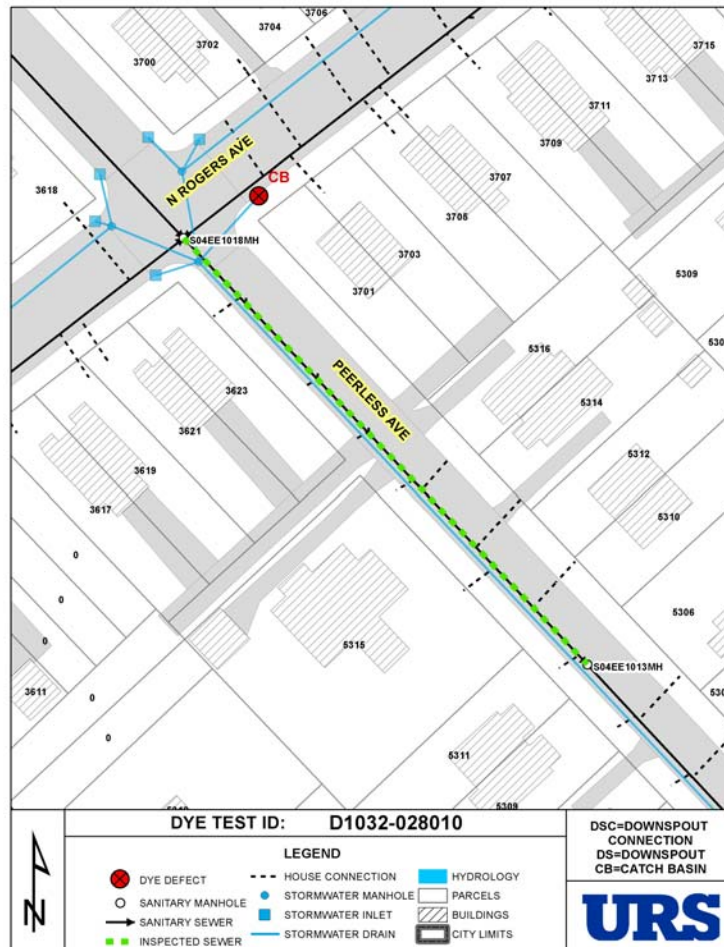 3706
3704
3702
3700
3715
3713
3711
3709
N ROGERS AVE
CB
3707
3705
3618
S04EE1018MH
3703
3701
5309
5316
5314
PEERLESS AVE
3623
3621
3619
3617
5312
5310
0
0
0
5315
5306
S04EE1013MH
3611
0
0
5311
5309
DYE TEST ID: D1032-028010
LEGEND
DYE DEFECT
SANITARY MANHOLE
SANITARY SEWER
INSPECTED SEWER
HOUSE CONNECTION
STORMWATER MANHOLE
STORMWATER INLET
STORMWATER DRAIN
HYDROLOGY
PARCELS
BUILDINGS
CITY LIMITS
DSC=DOWNSPOUT
CONNECTION
DS=DOWNSPOUT
CB=CATCH BASIN
N
URS